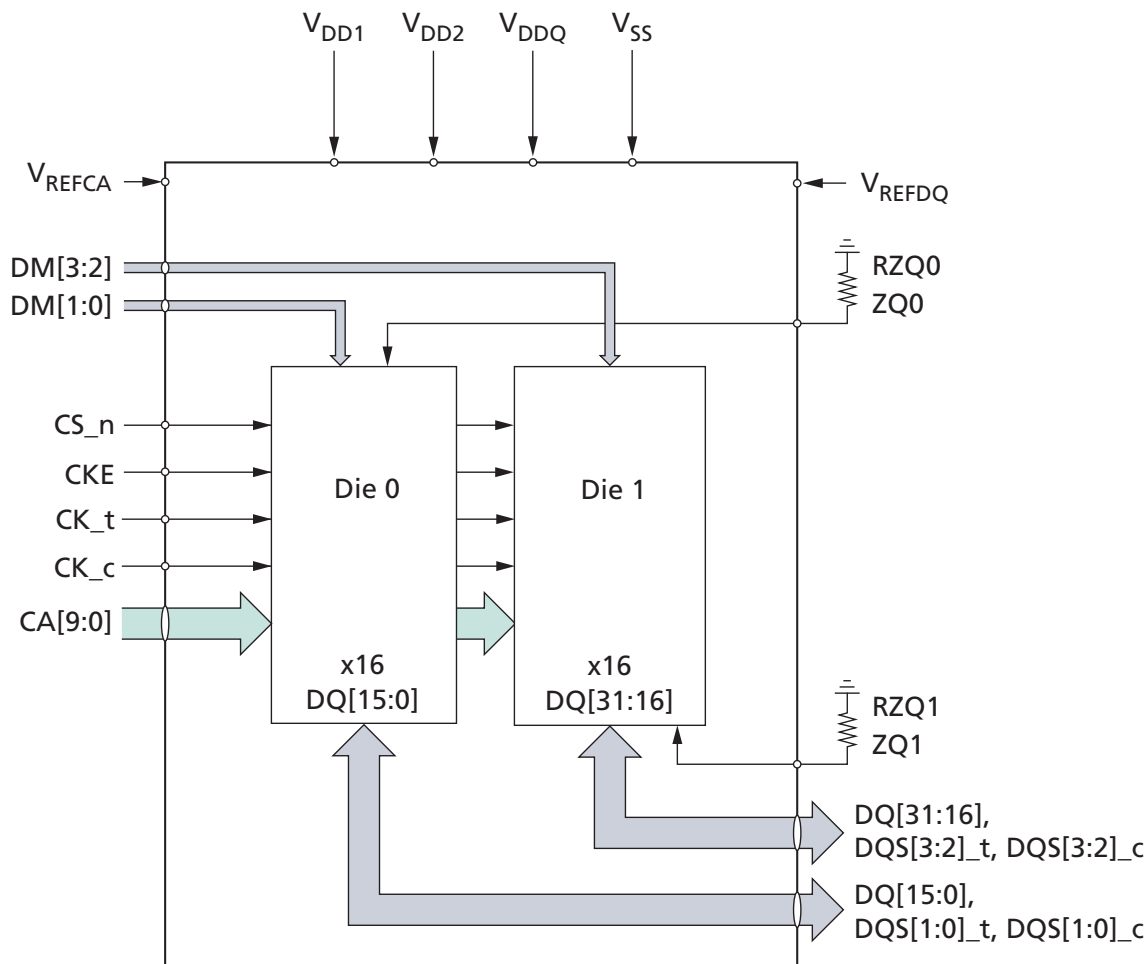 VDD1 VDD2 VDDQ VSS
VREFCA
VREFDQ
DM[3:2]
DM[1:0]
RZQ0
ZQ0
CS_n
CKE
CK_t
CK_c
CA[9:0]
Die 0
x16
DQ[15:0]
Die 1
x16
DQ[31:16]
RZQ1
ZQ1
DQ[31:16],
DQS[3:2]_t, DQS[3:2]_c
DQ[15:0],
DQS[1:0]_t, DQS[1:0]_c